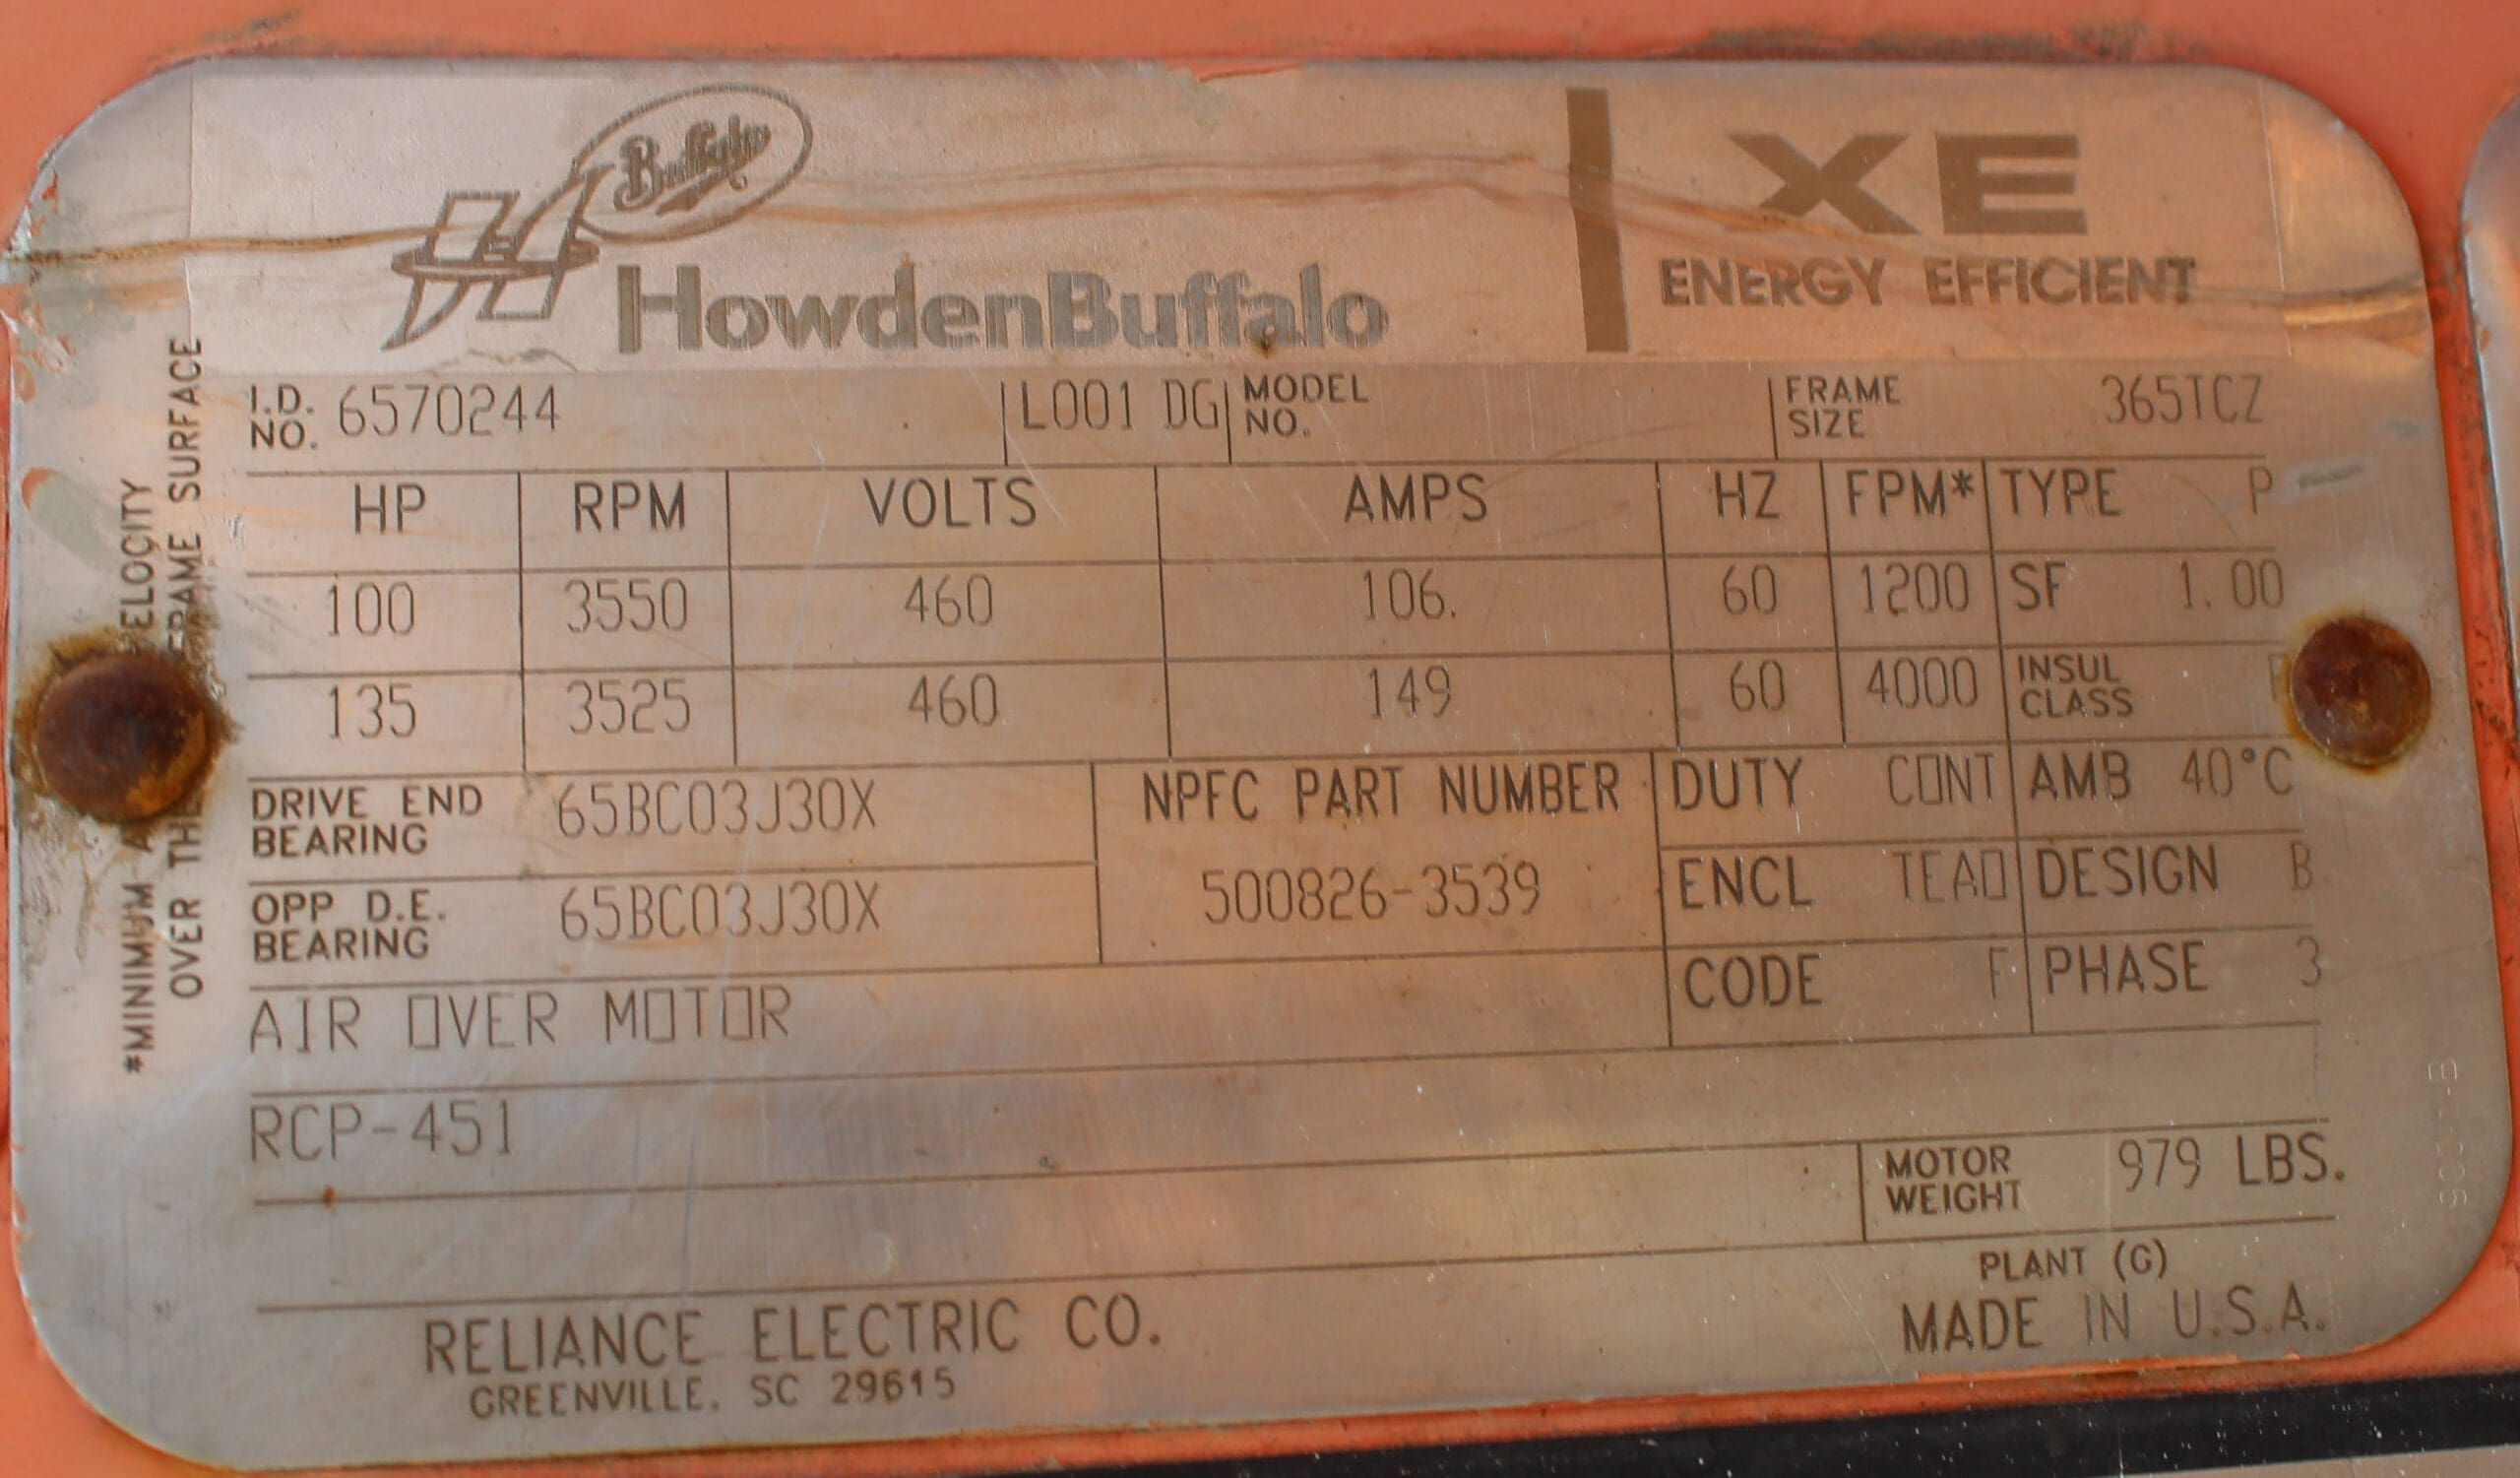 Buffalo
HowdenBuffalo
XE
ENERGY EFFICIENT
I.D. NO. 6570244 L001 DG MODEL NO. FRAME SIZE 365TCZ
HP RPM VOLTS AMPS HZ FPM* TYPE P
100 3550 460 106. 60 1200 SF 1.00
135 3525 460 149 60 4000 INSUL CLASS
DRIVE END BEARING 65BC03J30X NPFC PART NUMBER DUTY CONT AMB 40°C
OPP D.E. BEARING 65BC03J30X 500826-3539 ENCL TEAO DESIGN B
CODE F PHASE 3
AIR OVER MOTOR
RCP-451
MOTOR WEIGHT 979 LBS.
PLANT (G)
RELIANCE ELECTRIC CO. MADE IN U.S.A.
GREENVILLE, SC 29615
*MINIMUM
OVER FRAME SURFACE